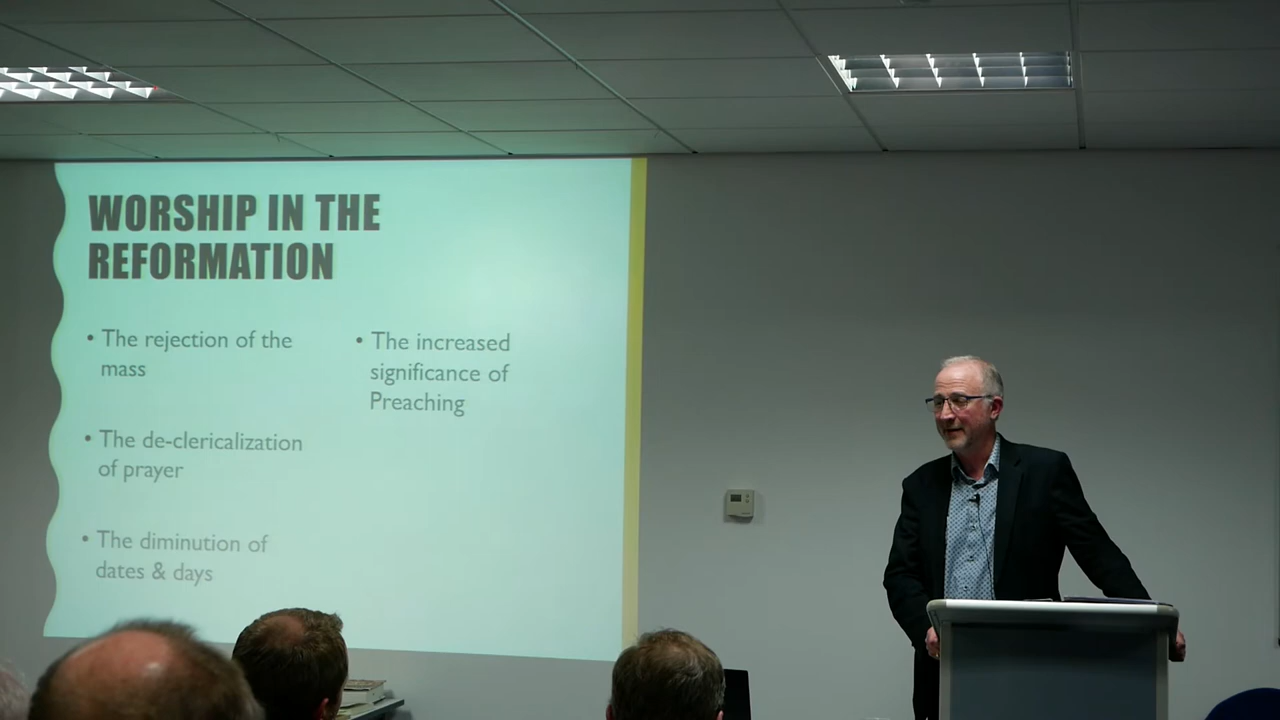 WORSHIP IN THE
REFORMATION
• The rejection of the
mass
• The de-clericalization
of prayer
• The diminution of
dates & days
• The increased
significance of
Preaching